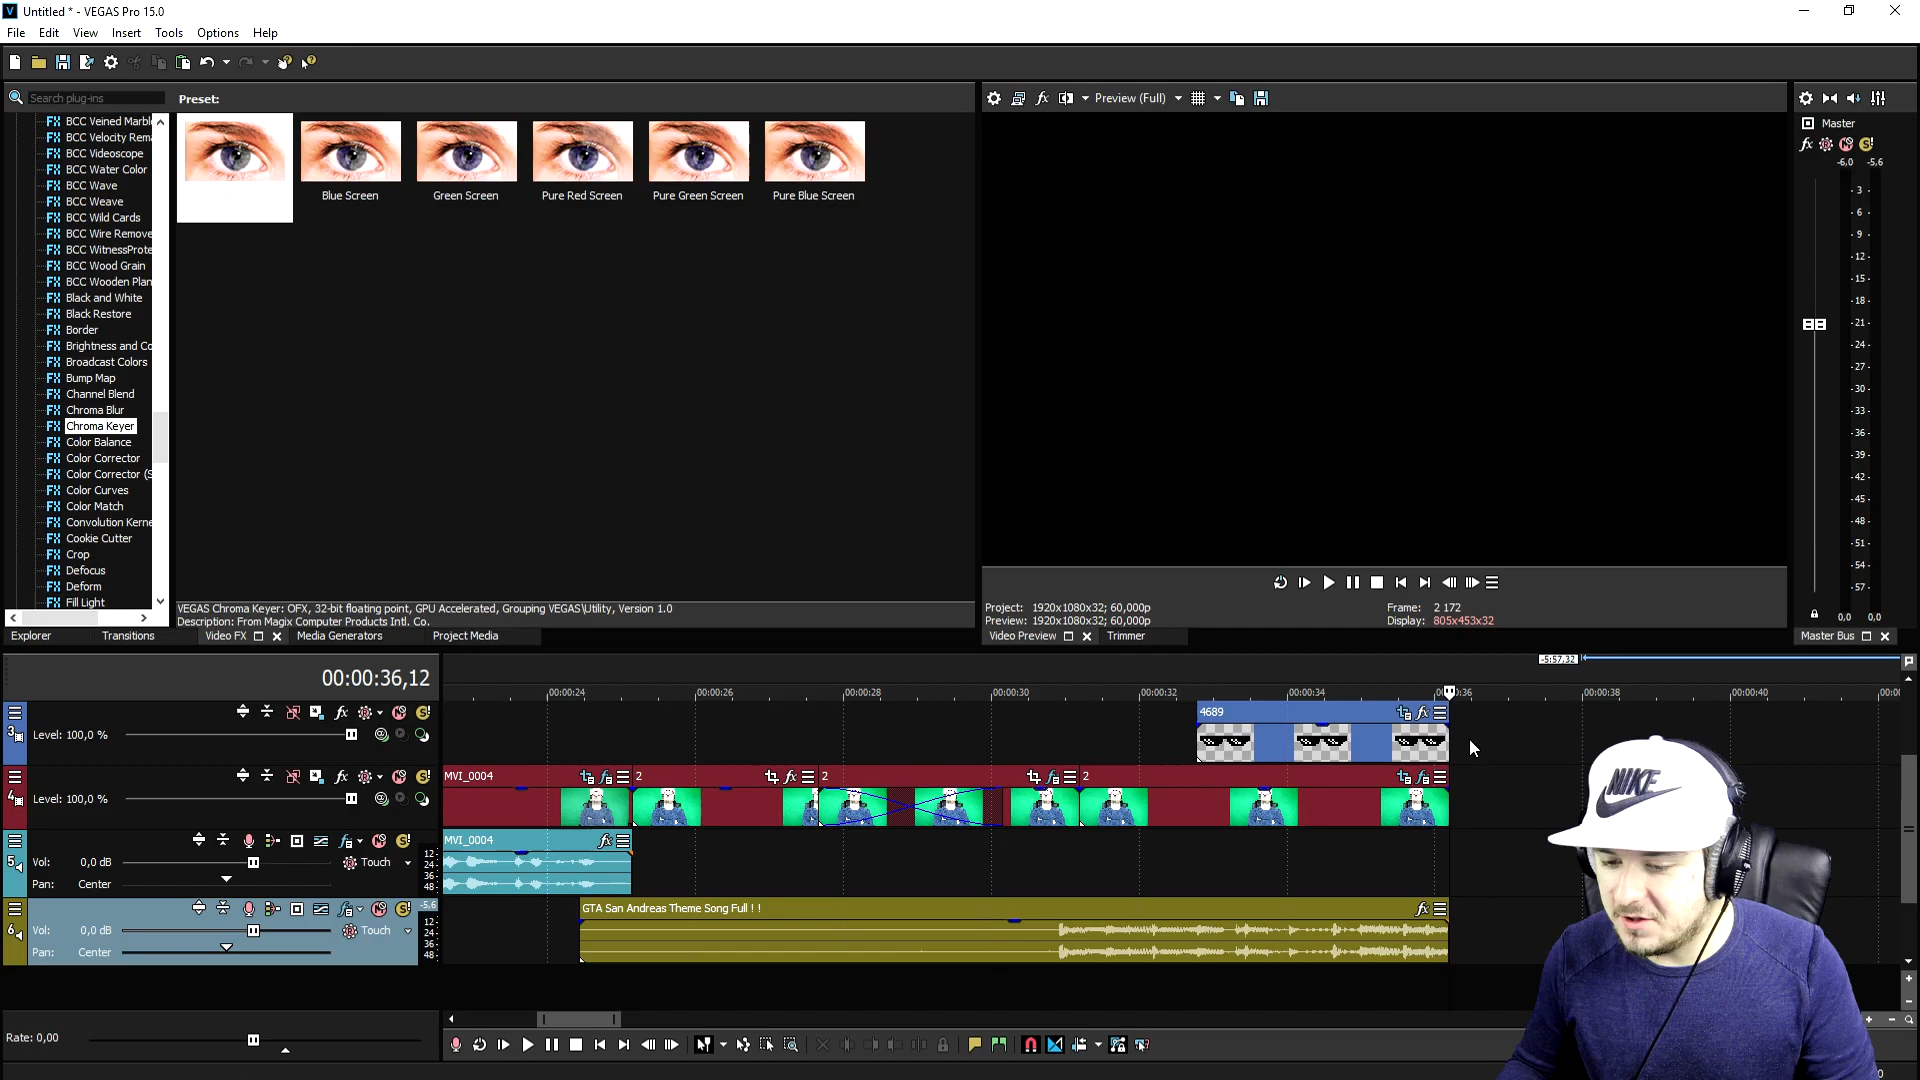 Untitled * - VEGAS Pro 15.0
File Edit View Insert Tools Options Help
Search plug-ins
Preset:
Preview (Full)
BCC Veined Marbl
BCC Velocity Rem
BCC Videoscope
BCC Water Color
BCC Wave
BCC Weave
BCC Wild Cards
BCC Wire Remove
BCC WitnessProte
BCC Wood Grain
BCC Wooden Plan
Black and White
Black Restore
Border
Brightness and Co
Broadcast Colors
Bump Map
Channel Blend
Chroma Blur
Chroma Keyer
Color Balance
Color Corrector
Color Corrector (S
Color Curves
Color Match
Convolution Kerne
Cookie Cutter
Crop
Defocus
Deform
Fill Light
Blue Screen
Green Screen
Pure Red Screen
Pure Green Screen
Pure Blue Screen
VEGAS Chroma Keyer: OFX, 32-bit floating point, GPU Accelerated, Grouping VEGAS\Utility, Version 1.0
Description: From Magix Computer Products Intl. Co.
Explorer Transitions Video FX Media Generators Project Media
Project: 1920x1080x32; 60,000p
Preview: 1920x1080x32; 60,000p
Frame: 2 172
Display: 805x453x32
Video Preview Trimmer
Master
-6,0 -5,6
- 3 -
- 6 -
- 9 -
- 12 -
- 15 -
- 18 -
- 21 -
- 24 -
- 27 -
- 30 -
- 33 -
- 36 -
- 39 -
- 42 -
- 45 -
- 48 -
- 51 -
- 54 -
- 57 -
0,0 0,0
Master Bus
00:00:36,12
-5:57,32
00:00:24 00:00:26 00:00:28 00:00:30 00:00:32 00:00:34 00:00:38 00:00:40
3 Level: 100,0 %
4689
4 Level: 100,0 %
MVI_0004 2 2 2
5 Vol: 0,0 dB Touch
Pan: Center
12
24
36
48
MVI_0004
6 Vol: 0,0 dB Touch
Pan: Center
-5,6
12
24
36
48
GTA San Andreas Theme Song Full ! !
NIKE
Rate: 0,00